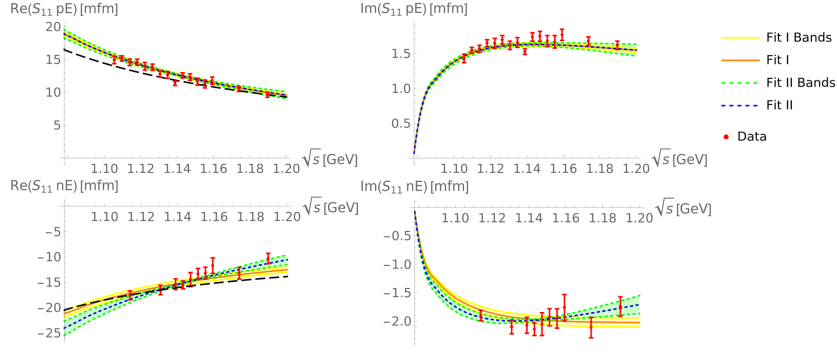 Re(S₁₁ pE) [mfm]
20
15
10
5
1.10 1.12 1.14 1.16 1.18 1.20
√s [GeV]
Im(S₁₁ pE) [mfm]
1.5
1.0
0.5
1.10 1.12 1.14 1.16 1.18 1.20
√s [GeV]
Fit I Bands
Fit I
Fit II Bands
Fit II
Data
Re(S₁₁ nE) [mfm]
√s [GeV]
1.10 1.12 1.14 1.16 1.18 1.20
-5
-10
-15
-20
-25
Im(S₁₁ nE) [mfm]
√s [GeV]
1.10 1.12 1.14 1.16 1.18 1.20
-0.5
-1.0
-1.5
-2.0